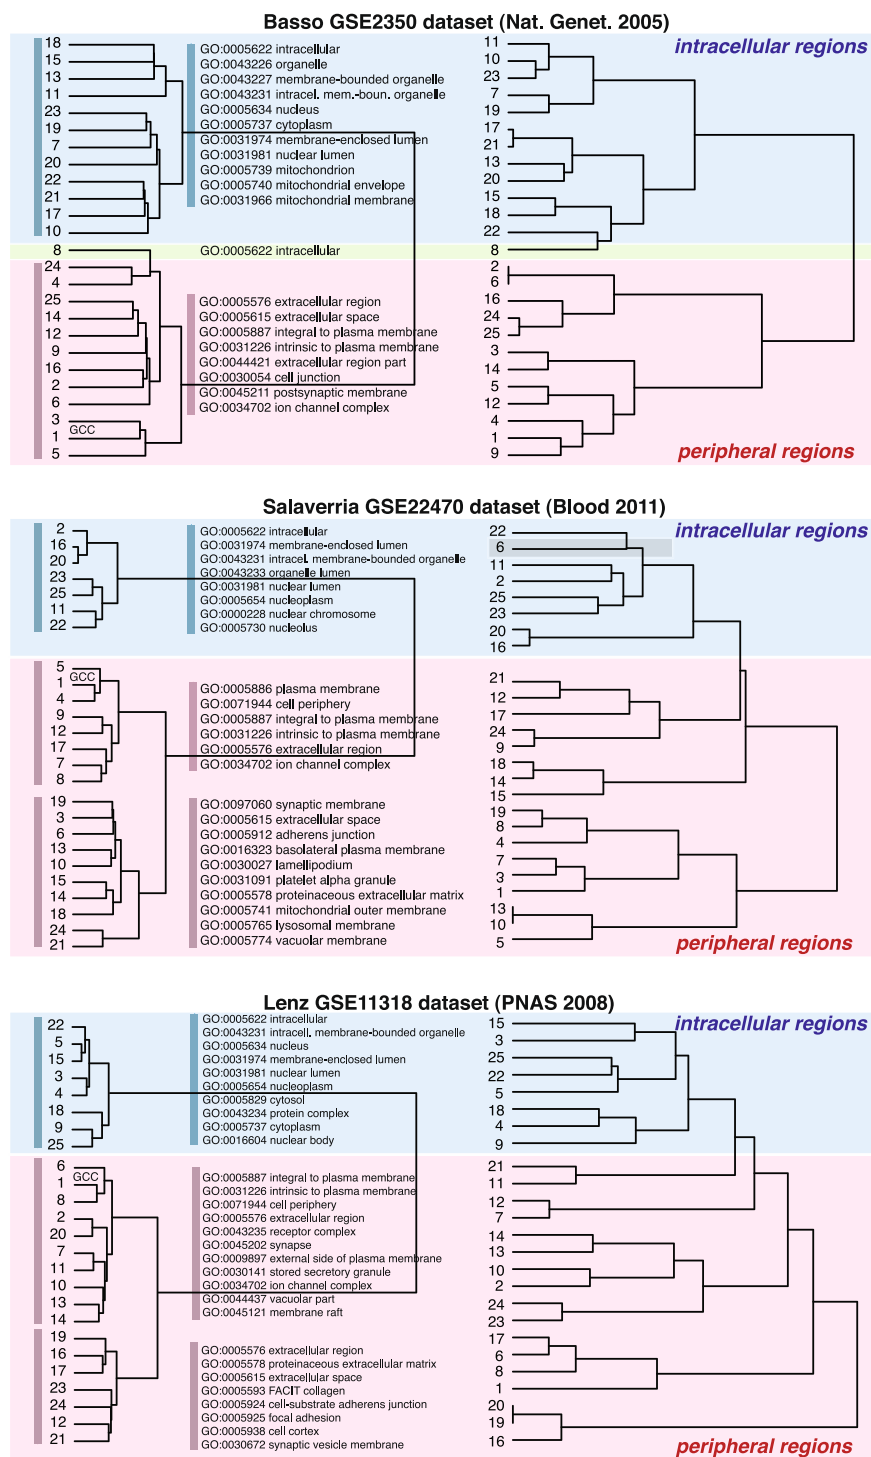 Basso GSE2350 dataset (Nat. Genet. 2005)
intracellular regions
18
15
13
11
23
19
7
20
22
21
17
10
8
24
4
25
14
12
9
16
2
6
3
1
GCC
5
GO:0005622 intracellular
GO:0043226 organelle
GO:0043227 membrane-bounded organelle
GO:0043231 intracel. mem.-boun. organelle
GO:0005634 nucleus
GO:0005737 cytoplasm
GO:0031974 membrane-enclosed lumen
GO:0031981 nuclear lumen
GO:0005739 mitochondrion
GO:0005740 mitochondrial envelope
GO:0031966 mitochondrial membrane
GO:0005622 intracellular
GO:0005576 extracellular region
GO:0005615 extracellular space
GO:0005887 integral to plasma membrane
GO:0031226 intrinsic to plasma membrane
GO:0044421 extracellular region part
GO:0030054 cell junction
GO:0045211 postsynaptic membrane
GO:0034702 ion channel complex
11
10
23
7
19
17
21
13
20
15
18
22
8
2
6
16
24
25
3
14
5
12
4
1
9
peripheral regions
Salaverria GSE22470 dataset (Blood 2011)
intracellular regions
2
16
20
23
25
11
22
5
GCC
1
4
9
12
17
7
8
19
3
6
13
10
15
14
18
24
21
GO:0005622 intracellular
GO:0031974 membrane-enclosed lumen
GO:0043231 intracel. membrane-bounded organelle
GO:0043233 organelle lumen
GO:0031981 nuclear lumen
GO:0005654 nucleoplasm
GO:0000228 nuclear chromosome
GO:0005730 nucleolus
GO:0005886 plasma membrane
GO:0071944 cell periphery
GO:0005887 integral to plasma membrane
GO:0031226 intrinsic to plasma membrane
GO:0005576 extracellular region
GO:0034702 ion channel complex
GO:0097060 synaptic membrane
GO:0005615 extracellular space
GO:0005912 adherens junction
GO:0016323 basolateral plasma membrane
GO:0030027 lamellipodium
GO:0031091 platelet alpha granule
GO:0005578 proteinaceous extracellular matrix
GO:0005741 mitochondrial outer membrane
GO:0005765 lysosomal membrane
GO:0005774 vacuolar membrane
22
6
11
2
25
23
20
16
21
12
17
24
9
18
14
15
19
8
4
7
3
1
13
10
5
peripheral regions
Lenz GSE11318 dataset (PNAS 2008)
intracellular regions
22
5
15
3
4
18
9
25
6
GCC
1
8
2
20
7
11
10
13
14
19
16
17
23
24
12
21
GO:0005622 intracellular
GO:0043231 intracell. membrane-bounded organelle
GO:0005634 nucleus
GO:0031974 membrane-enclosed lumen
GO:0031981 nuclear lumen
GO:0005654 nucleoplasm
GO:0005829 cytosol
GO:0043234 protein complex
GO:0005737 cytoplasm
GO:0016604 nuclear body
GO:0005887 integral to plasma membrane
GO:0031226 intrinsic to plasma membrane
GO:0071944 cell periphery
GO:0005576 extracellular region
GO:0043235 receptor complex
GO:0045202 synapse
GO:0009897 external side of plasma membrane
GO:0030141 stored secretory granule
GO:0034702 ion channel complex
GO:0044437 vacuolar part
GO:0045121 membrane raft
GO:0005576 extracellular region
GO:0005578 proteinaceous extracellular matrix
GO:0005615 extracellular space
GO:0005593 FACIT collagen
GO:0005924 cell-substrate adherens junction
GO:0005925 focal adhesion
GO:0005938 cell cortex
GO:0030672 synaptic vesicle membrane
15
3
25
22
5
18
4
9
21
11
12
7
14
13
10
2
24
23
17
6
8
1
20
19
16
peripheral regions